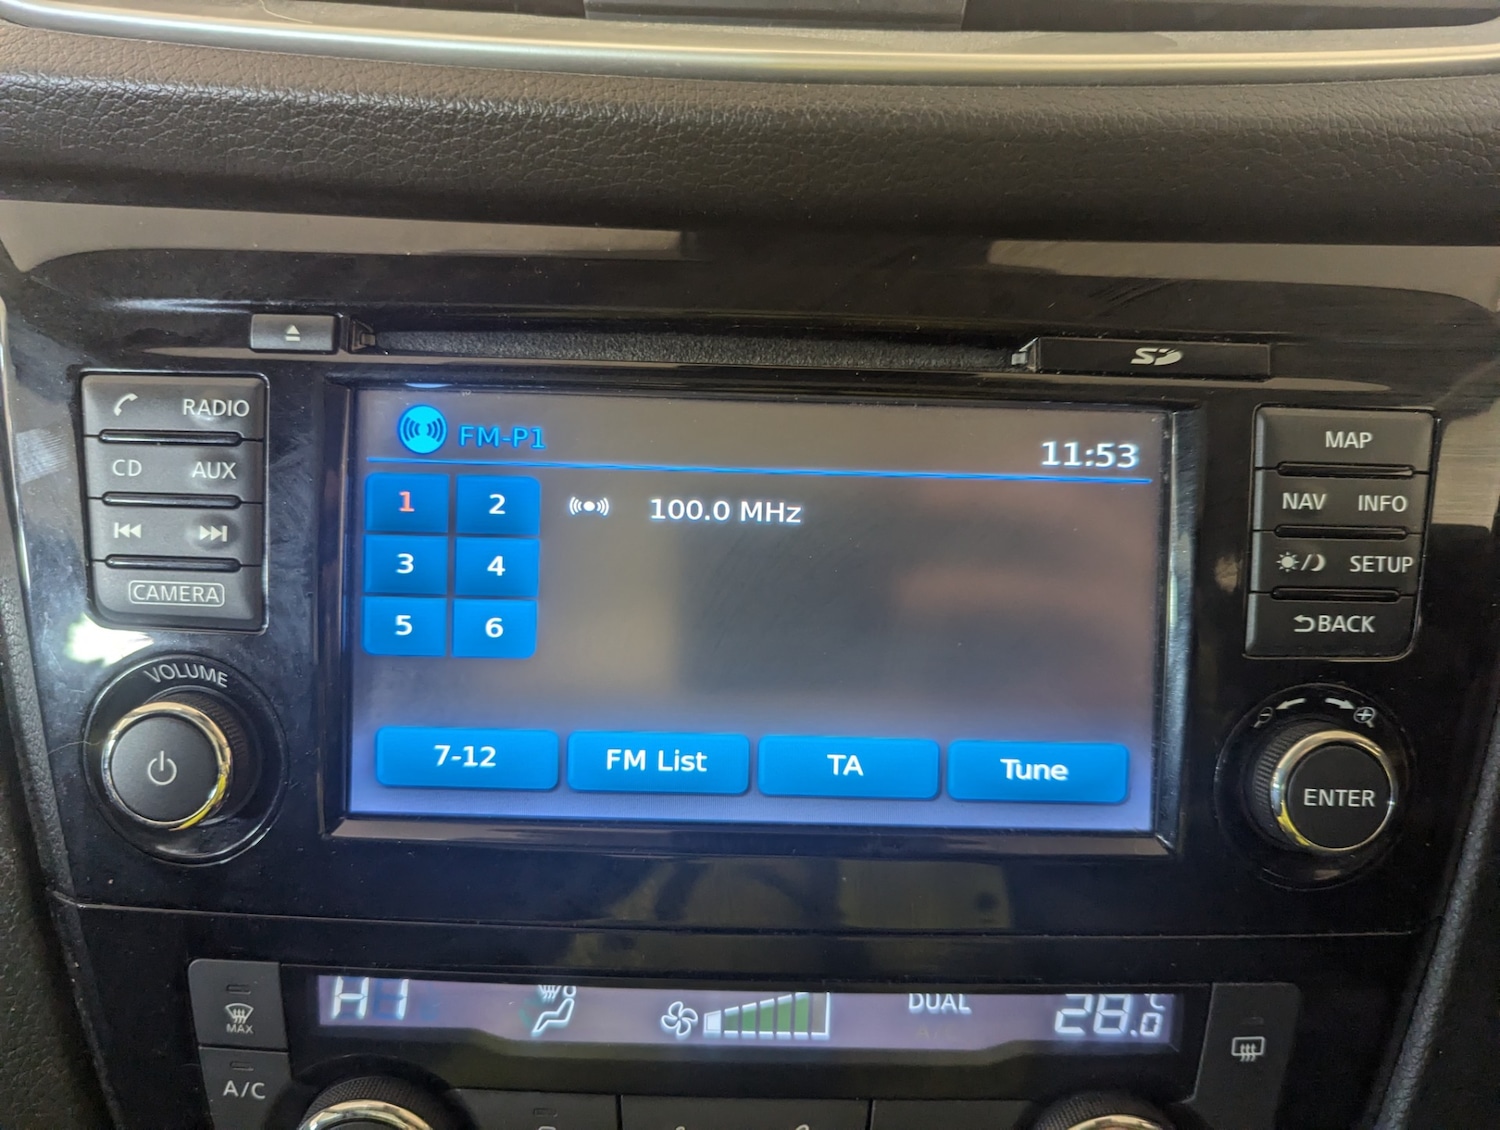 SD
RADIO
CD AUX
CAMERA
VOLUME
FM-P1
11:53
1 2
100.0 MHz
3 4
5 6
7-12 FM List TA Tune
MAP
NAV INFO
SETUP
BACK
ENTER
MAX
A/C
HI
DUAL
28.0 °C